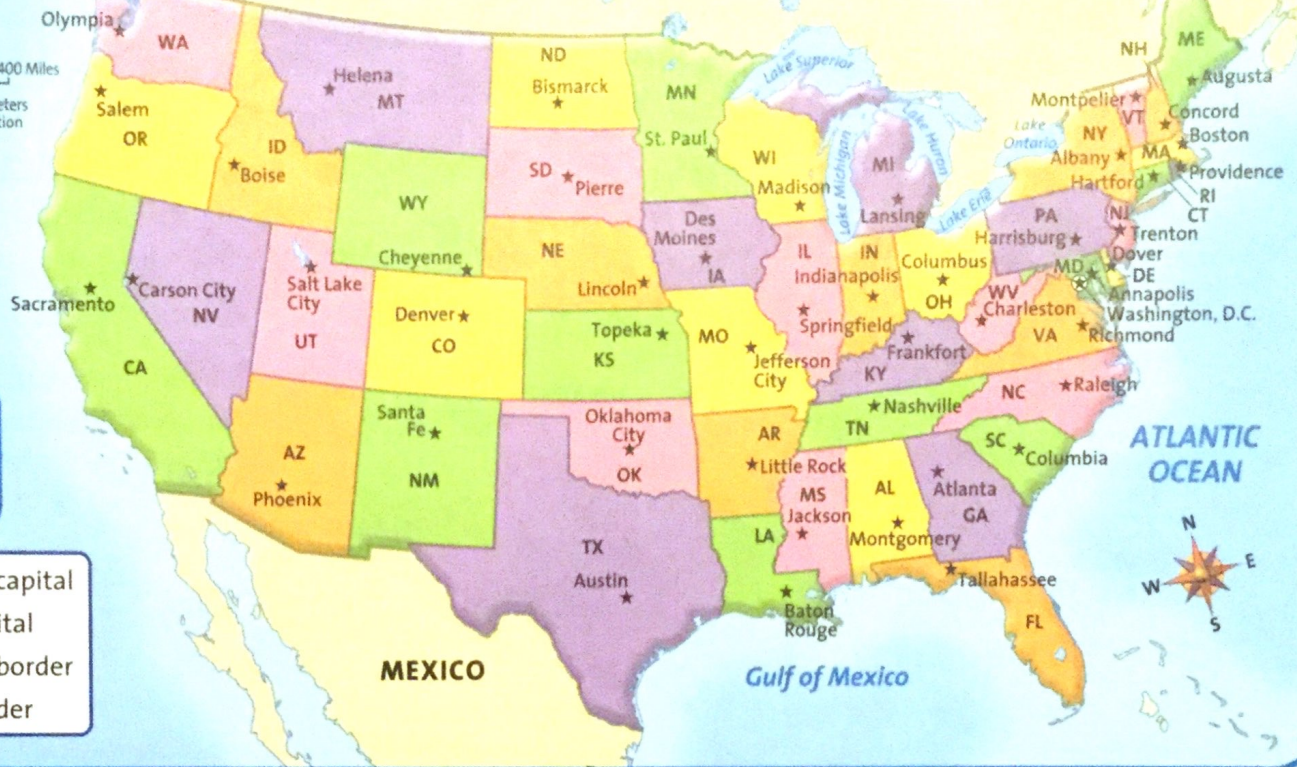 Olympia
WA
400 Miles
Salem
OR
Helena
MT
ID
Boise
ND
Bismarck
MN
St. Paul
SD
Pierre
WY
Cheyenne
WI
Madison
Lake Superior
Lake Michigan
Lake Huron
MI
Lansing
Lake
Ontario
Lake Erie
NH
ME
Augusta
Montpelier
VT
Concord
Boston
NY
Albany
MA
Providence
Hartford
RI
CT
PA
Harrisburg
NJ
Trenton
Dover
DE
MD
Annapolis
Washington, D.C.
Des
Moines
IA
NE
Lincoln
IL
Springfield
IN
Indianapolis
Columbus
OH
WV
Charleston
VA
Richmond
Sacramento
CA
Carson City
NV
Salt Lake
City
UT
Denver
CO
Topeka
KS
MO
Jefferson
City
Frankfort
KY
NC
Raleigh
Nashville
TN
SC
Columbia
AZ
Phoenix
Santa
Fe
NM
Oklahoma
City
OK
AR
Little Rock
MS
Jackson
AL
Montgomery
Atlanta
GA
ATLANTIC
OCEAN
TX
Austin
LA
Baton
Rouge
Tallahassee
FL
MEXICO
Gulf of Mexico
N
E
W
S
capital
ital
border
der